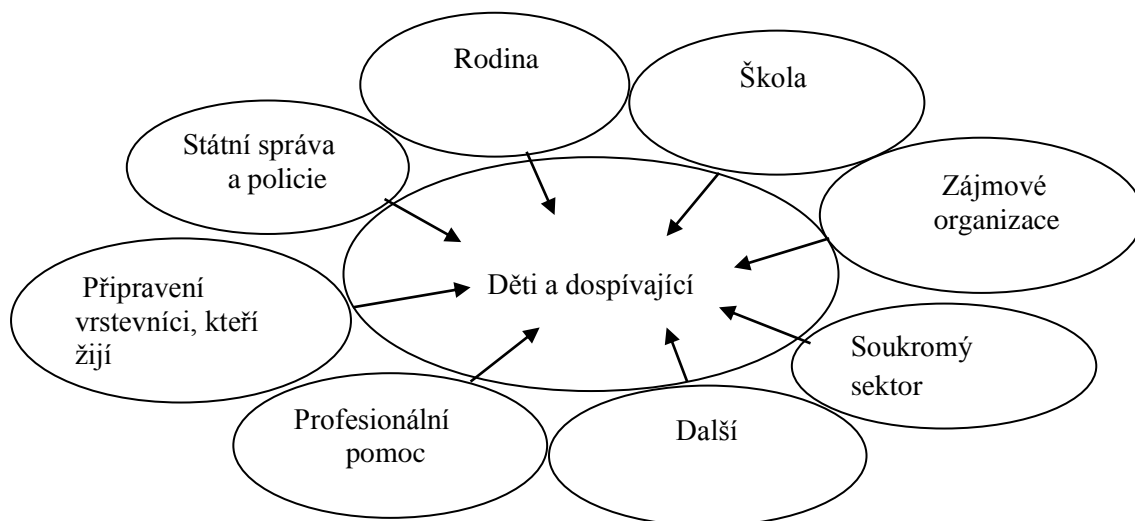 Rodina
Škola
Státní správa
a policie
Zájmové
organizace
Děti a dospívající
Připravení
vrstevníci, kteří
žijí
Soukromý
sektor
Profesionální
pomoc
Další